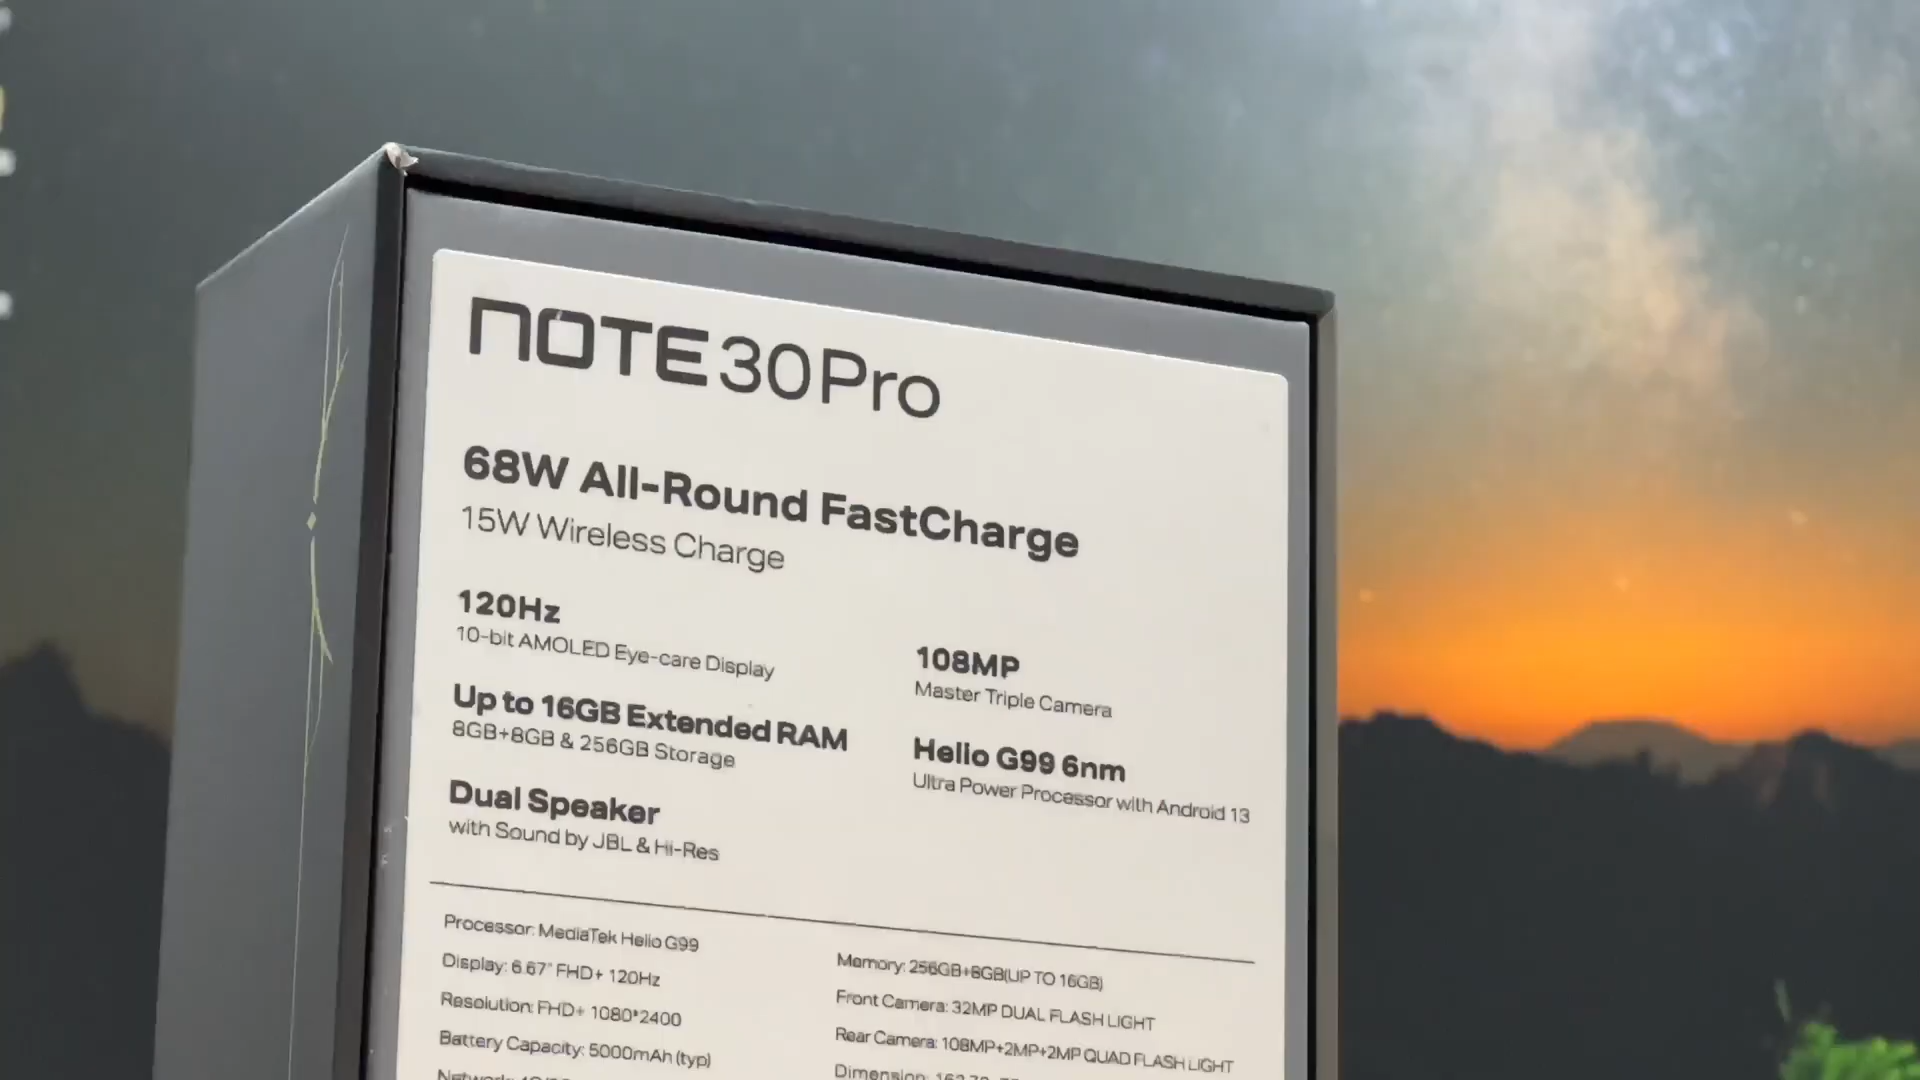 NOTE 30 Pro
68W All-Round FastCharge
15W Wireless Charge
120Hz
10-bit AMOLED Eye-care Display
Up to 16GB Extended RAM
8GB+8GB & 256GB Storage
Dual Speaker
with Sound by JBL & Hi-Res
108MP
Master Triple Camera
Helio G99 6nm
Ultra Power Processor with Android 13
Processor: MediaTek Helio G99
Display: 6.67" FHD+ 120Hz
Resolution: FHD+ 1080*2400
Battery Capacity: 5000mAh (typ)
Memory: 256GB+8GB(UP TO 16GB)
Front Camera: 32MP DUAL FLASH LIGHT
Rear Camera: 108MP+2MP+2MP QUAD FLASH LIGHT
Dimension: